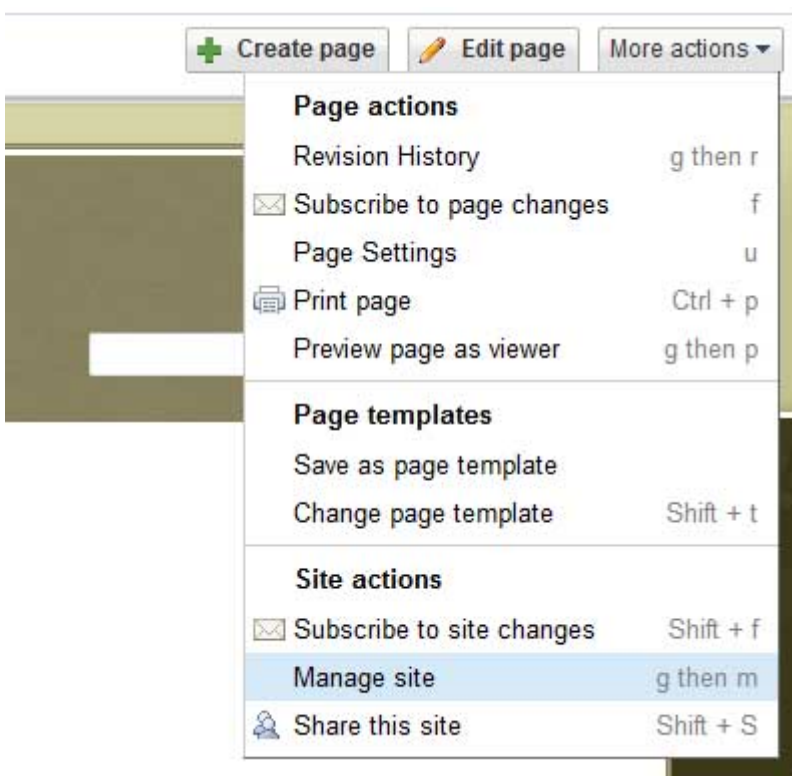 Create page Edit page More actions
Page actions
Revision History g then r
Subscribe to page changes f
Page Settings u
Print page Ctrl + p
Preview page as viewer g then p
Page templates
Save as page template
Change page template Shift + t
Site actions
Subscribe to site changes Shift + f
Manage site g then m
Share this site Shift + S